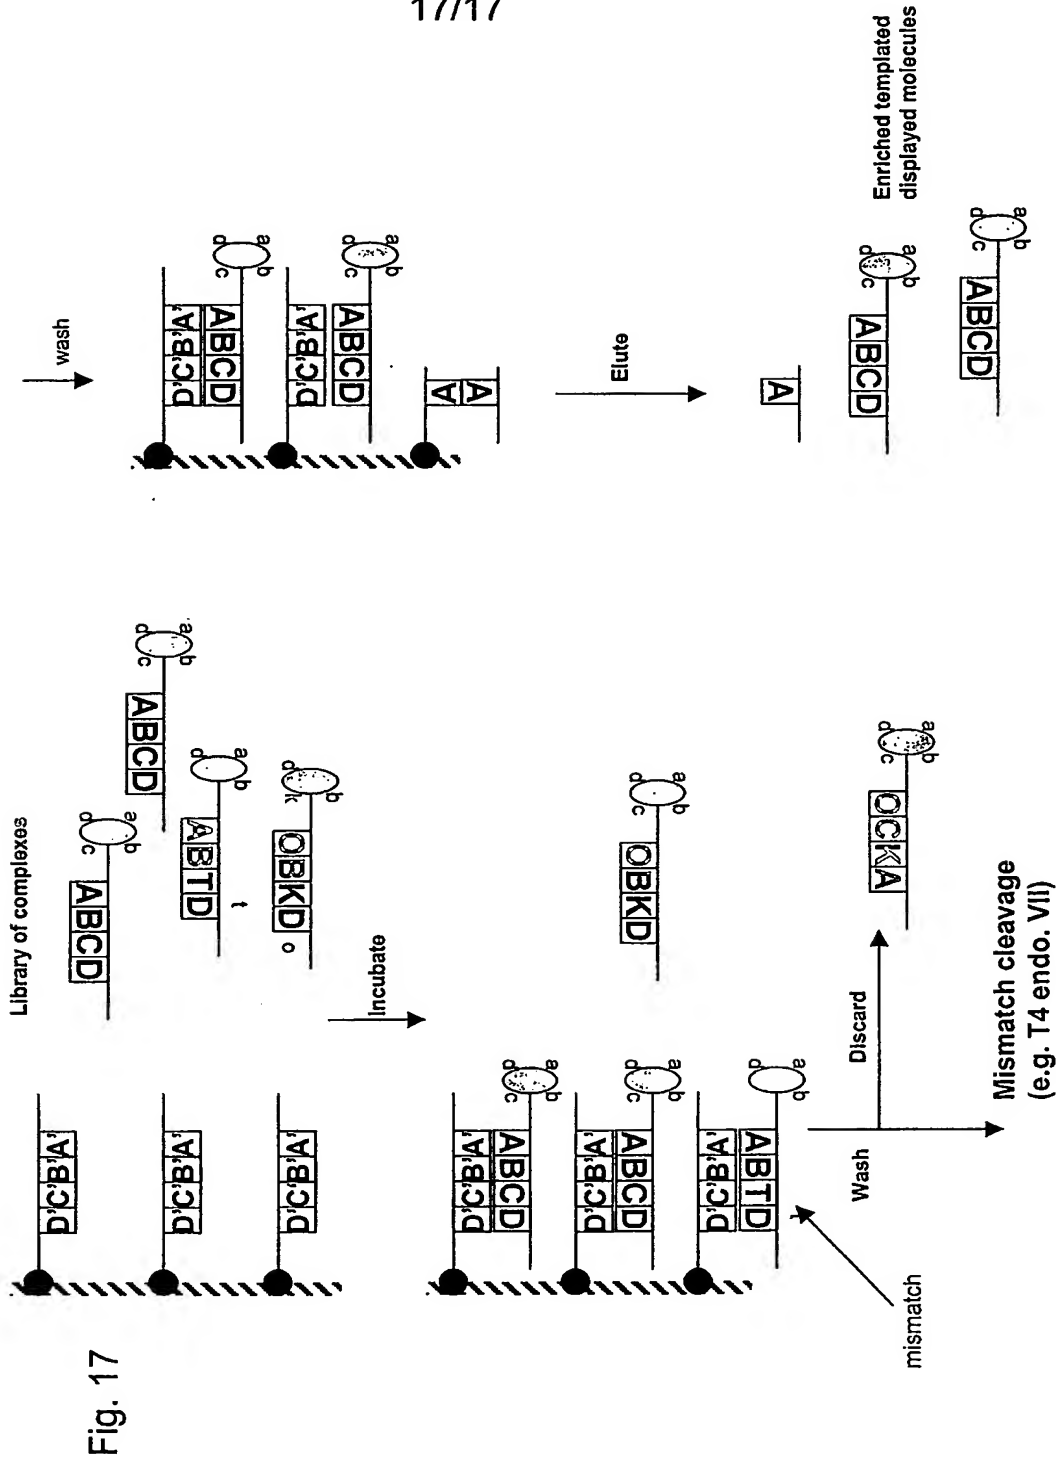 17/17
Fig. 17
Library of complexes
D'C'B'A'
D'C'B'A'
D'C'B'A'
ABCD
d a
c b
ABCD
d a
c b
ABTD
d a
b
t
OBKD
d
k b
o
Incubate
D'C'B'A'
ABCD
d a
c b
D'C'B'A'
ABCD
d a
c b
D'C'B'A'
ABTD
d a
b
OBKD
d a
c b
mismatch
Wash
Discard
OCKA
d a
c b
Mismatch cleavage
(e.g. T4 endo. VII)
wash
D'C'B'A'
ABCD
d a
c b
D'C'B'A'
ABCD
d a
c b
A
A
Elute
A
ABCD
d a
c b
ABCD
d a
c b
Enriched templated
displayed molecules